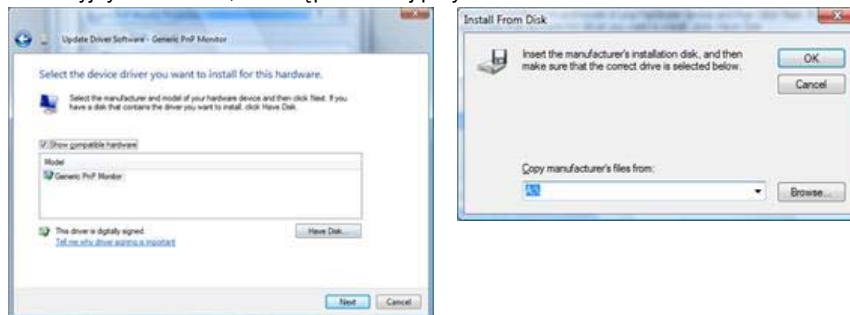 Update Driver Software - Generic PnP Monitor
Select the device driver you want to install for this hardware.
Select the manufacturer and model of your hardware device and then click Next. If you
have a disk that contains the driver you want to install, click Have Disk.
Show compatible hardware
Model
Generic PnP Monitor
This driver is digitally signed.
Tell me why driver signing is important
Have Disk...
Next
Cancel
Install From Disk
Insert the manufacturer's installation disk, and then
make sure that the correct drive is selected below.
OK
Cancel
Copy manufacturer's files from:
A:\
Browse...